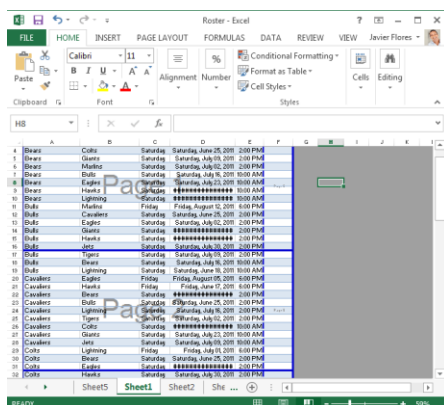 Roster - Excel
FILE HOME INSERT PAGE LAYOUT FORMULAS DATA REVIEW VIEW Javier Flores
Calibri 11
Paste
B I U A A
Alignment Number
Conditional Formatting
Format as Table
Cell Styles
Cells Editing
Clipboard Font Styles
H8 fx
A B C D E F G H I J K
4 Bears Colts Saturday Saturday, June 25, 2011 2:00 PM
5 Bears Giants Saturday Saturday, July 09, 2011 2:00 PM
6 Bears Marlins Saturday Saturday, July 02, 2011 2:00 PM
7 Bears Bulls Saturday Saturday, July 16, 2011 10:00 AM
8 Bears Eagles Saturday Saturday, July 23, 2011 10:00 AM
9 Bears Hawks Saturday ################ 10:00 AM
10 Bears Lightning Saturday ################ 10:00 AM
11 Bulls Marlins Friday Friday, August 12, 2011 6:00 PM
12 Bulls Cavaliers Saturday Saturday, June 25, 2011 2:00 PM
13 Bulls Eagles Saturday Saturday, July 02, 2011 2:00 PM
14 Bulls Giants Saturday ################ 2:00 PM
15 Bulls Hawks Saturday ################ 10:00 AM
16 Bulls Jets Saturday Saturday, July 30, 2011 2:00 PM
17 Bulls Tigers Saturday Saturday, July 09, 2011 2:00 PM
18 Bulls Bears Saturday Saturday, July 16, 2011 10:00 AM
19 Bulls Lightning Saturday Saturday, June 18, 2011 10:00 AM
20 Cavaliers Eagles Friday Friday, August 05, 2011 6:00 PM
21 Cavaliers Hawks Friday Friday, June 17, 2011 6:00 PM
22 Cavaliers Bears Saturday ################ 2:00 PM
23 Cavaliers Bulls Saturday Saturday, June 25, 2011 2:00 PM
24 Cavaliers Lightning Saturday Saturday, July 16, 2011 2:00 PM
25 Cavaliers Tigers Saturday Saturday, July 02, 2011 2:00 PM
26 Cavaliers Colts Saturday ################ 10:00 AM
27 Cavaliers Giants Saturday ################ 10:00 AM
28 Cavaliers Jets Saturday Saturday, July 09, 2011 2:00 PM
29 Colts Lightning Friday Friday, July 01, 2011 6:00 PM
30 Colts Bears Saturday Saturday, June 25, 2011 2:00 PM
31 Colts Eagles Saturday ################ 2:00 PM
32 Colts Hawks Saturday Saturday, July 30, 2011 2:00 PM
Sheet5 Sheet1 Sheet2 She ...
READY 59%